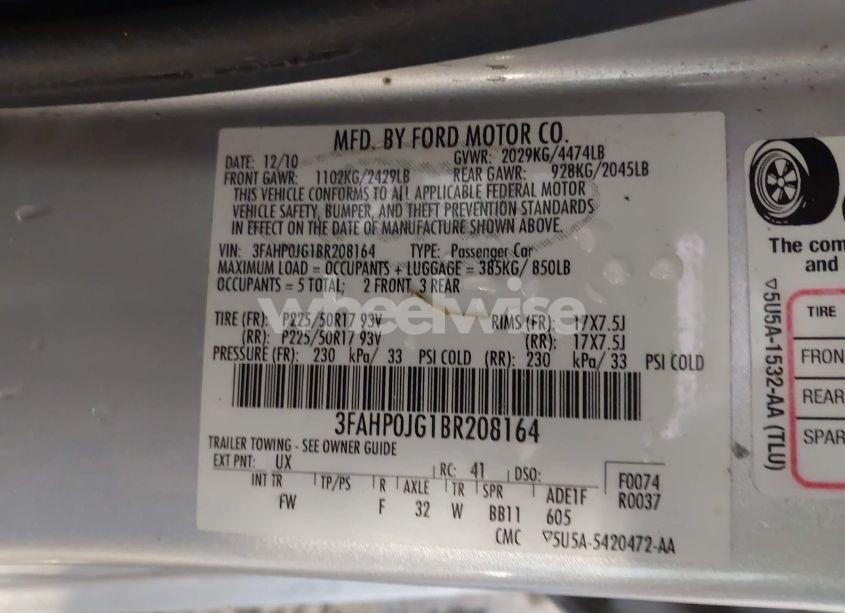 MFD. BY FORD MOTOR CO.
DATE: 12/10 GVWR: 2029KG/4474LB
FRONT GAWR: 1102KG/2429LB REAR GAWR: 928KG/2045LB
THIS VEHICLE CONFORMS TO ALL APPLICABLE FEDERAL MOTOR
VEHICLE SAFETY, BUMPER, AND THEFT PREVENTION STANDARDS
IN EFFECT ON THE DATE OF MANUFACTURE SHOWN ABOVE.
VIN: 3FAHP0JG1BR208164 TYPE: Passenger Car
MAXIMUM LOAD = OCCUPANTS + LUGGAGE = 385KG/ 850LB
OCCUPANTS = 5 TOTAL; 2 FRONT, 3 REAR
wheelwise
TIRE (FR): P225/50R17 93V RIMS (FR): 17X7.5J
(RR): P225/50R17 93V (RR): 17X7.5J
PRESSURE (FR): 230 kPa/ 33 PSI COLD (RR): 230 kPa/ 33 PSI COLD
3FAHP0JG1BR208164
TRAILER TOWING - SEE OWNER GUIDE
EXT PNT: UX RC: 41 DSO: F0074
INT TR TP/PS R AXLE TR SPR ADE1F R0037
FW F 32 W BB11 605
CMC ▽5U5A-5420472-AA
The com
and
▽5U5A-1532-AA (TLU)
TIRE
FRON
REAR
SPAR